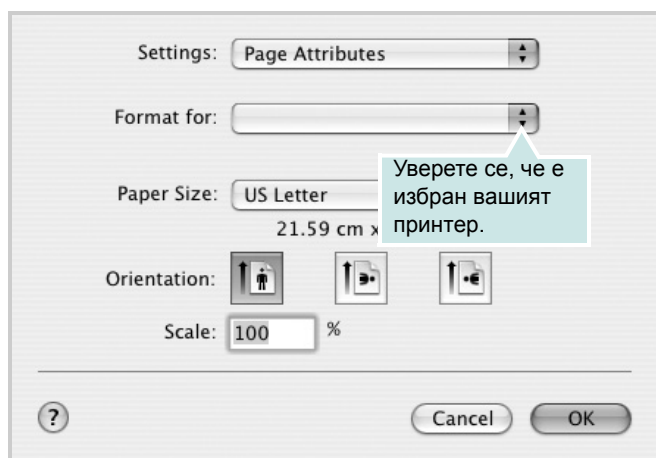 Settings: Page Attributes
Format for:
Уверете се, че е
избран вашият
принтер.
Paper Size: US Letter
21.59 cm x
Orientation:
Scale: 100 %
? Cancel OK